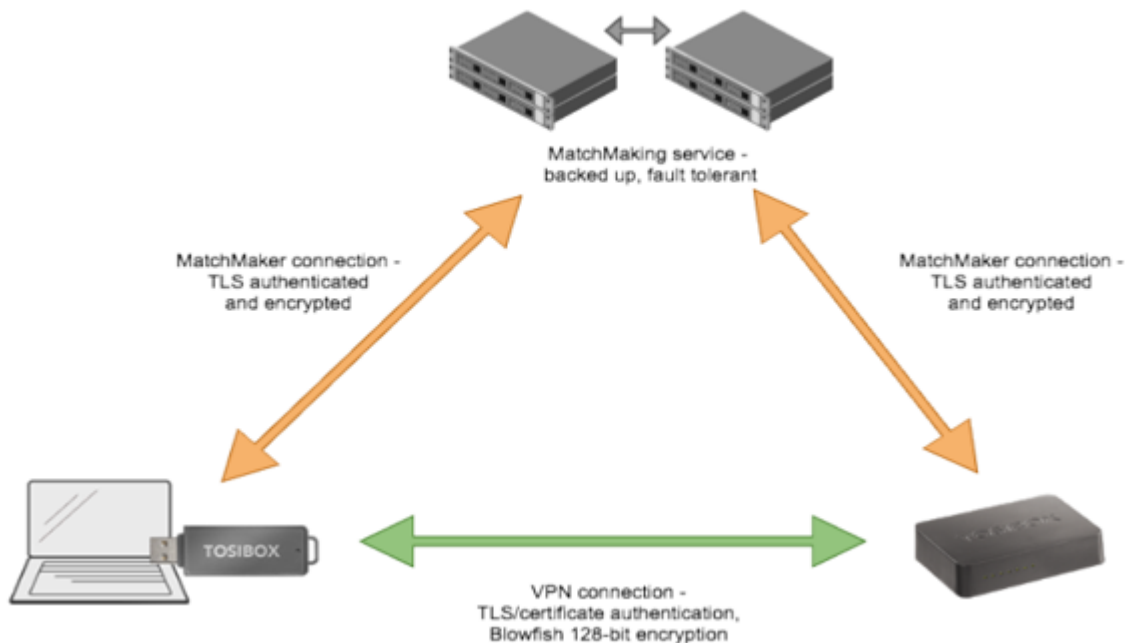 MatchMaking service -
backed up, fault tolerant
MatchMaker connection -
TLS authenticated
and encrypted
MatchMaker connection -
TLS authenticated
and encrypted
TOSIBOX
TOSIBOX
VPN connection -
TLS/certificate authentication,
Blowfish 128-bit encryption